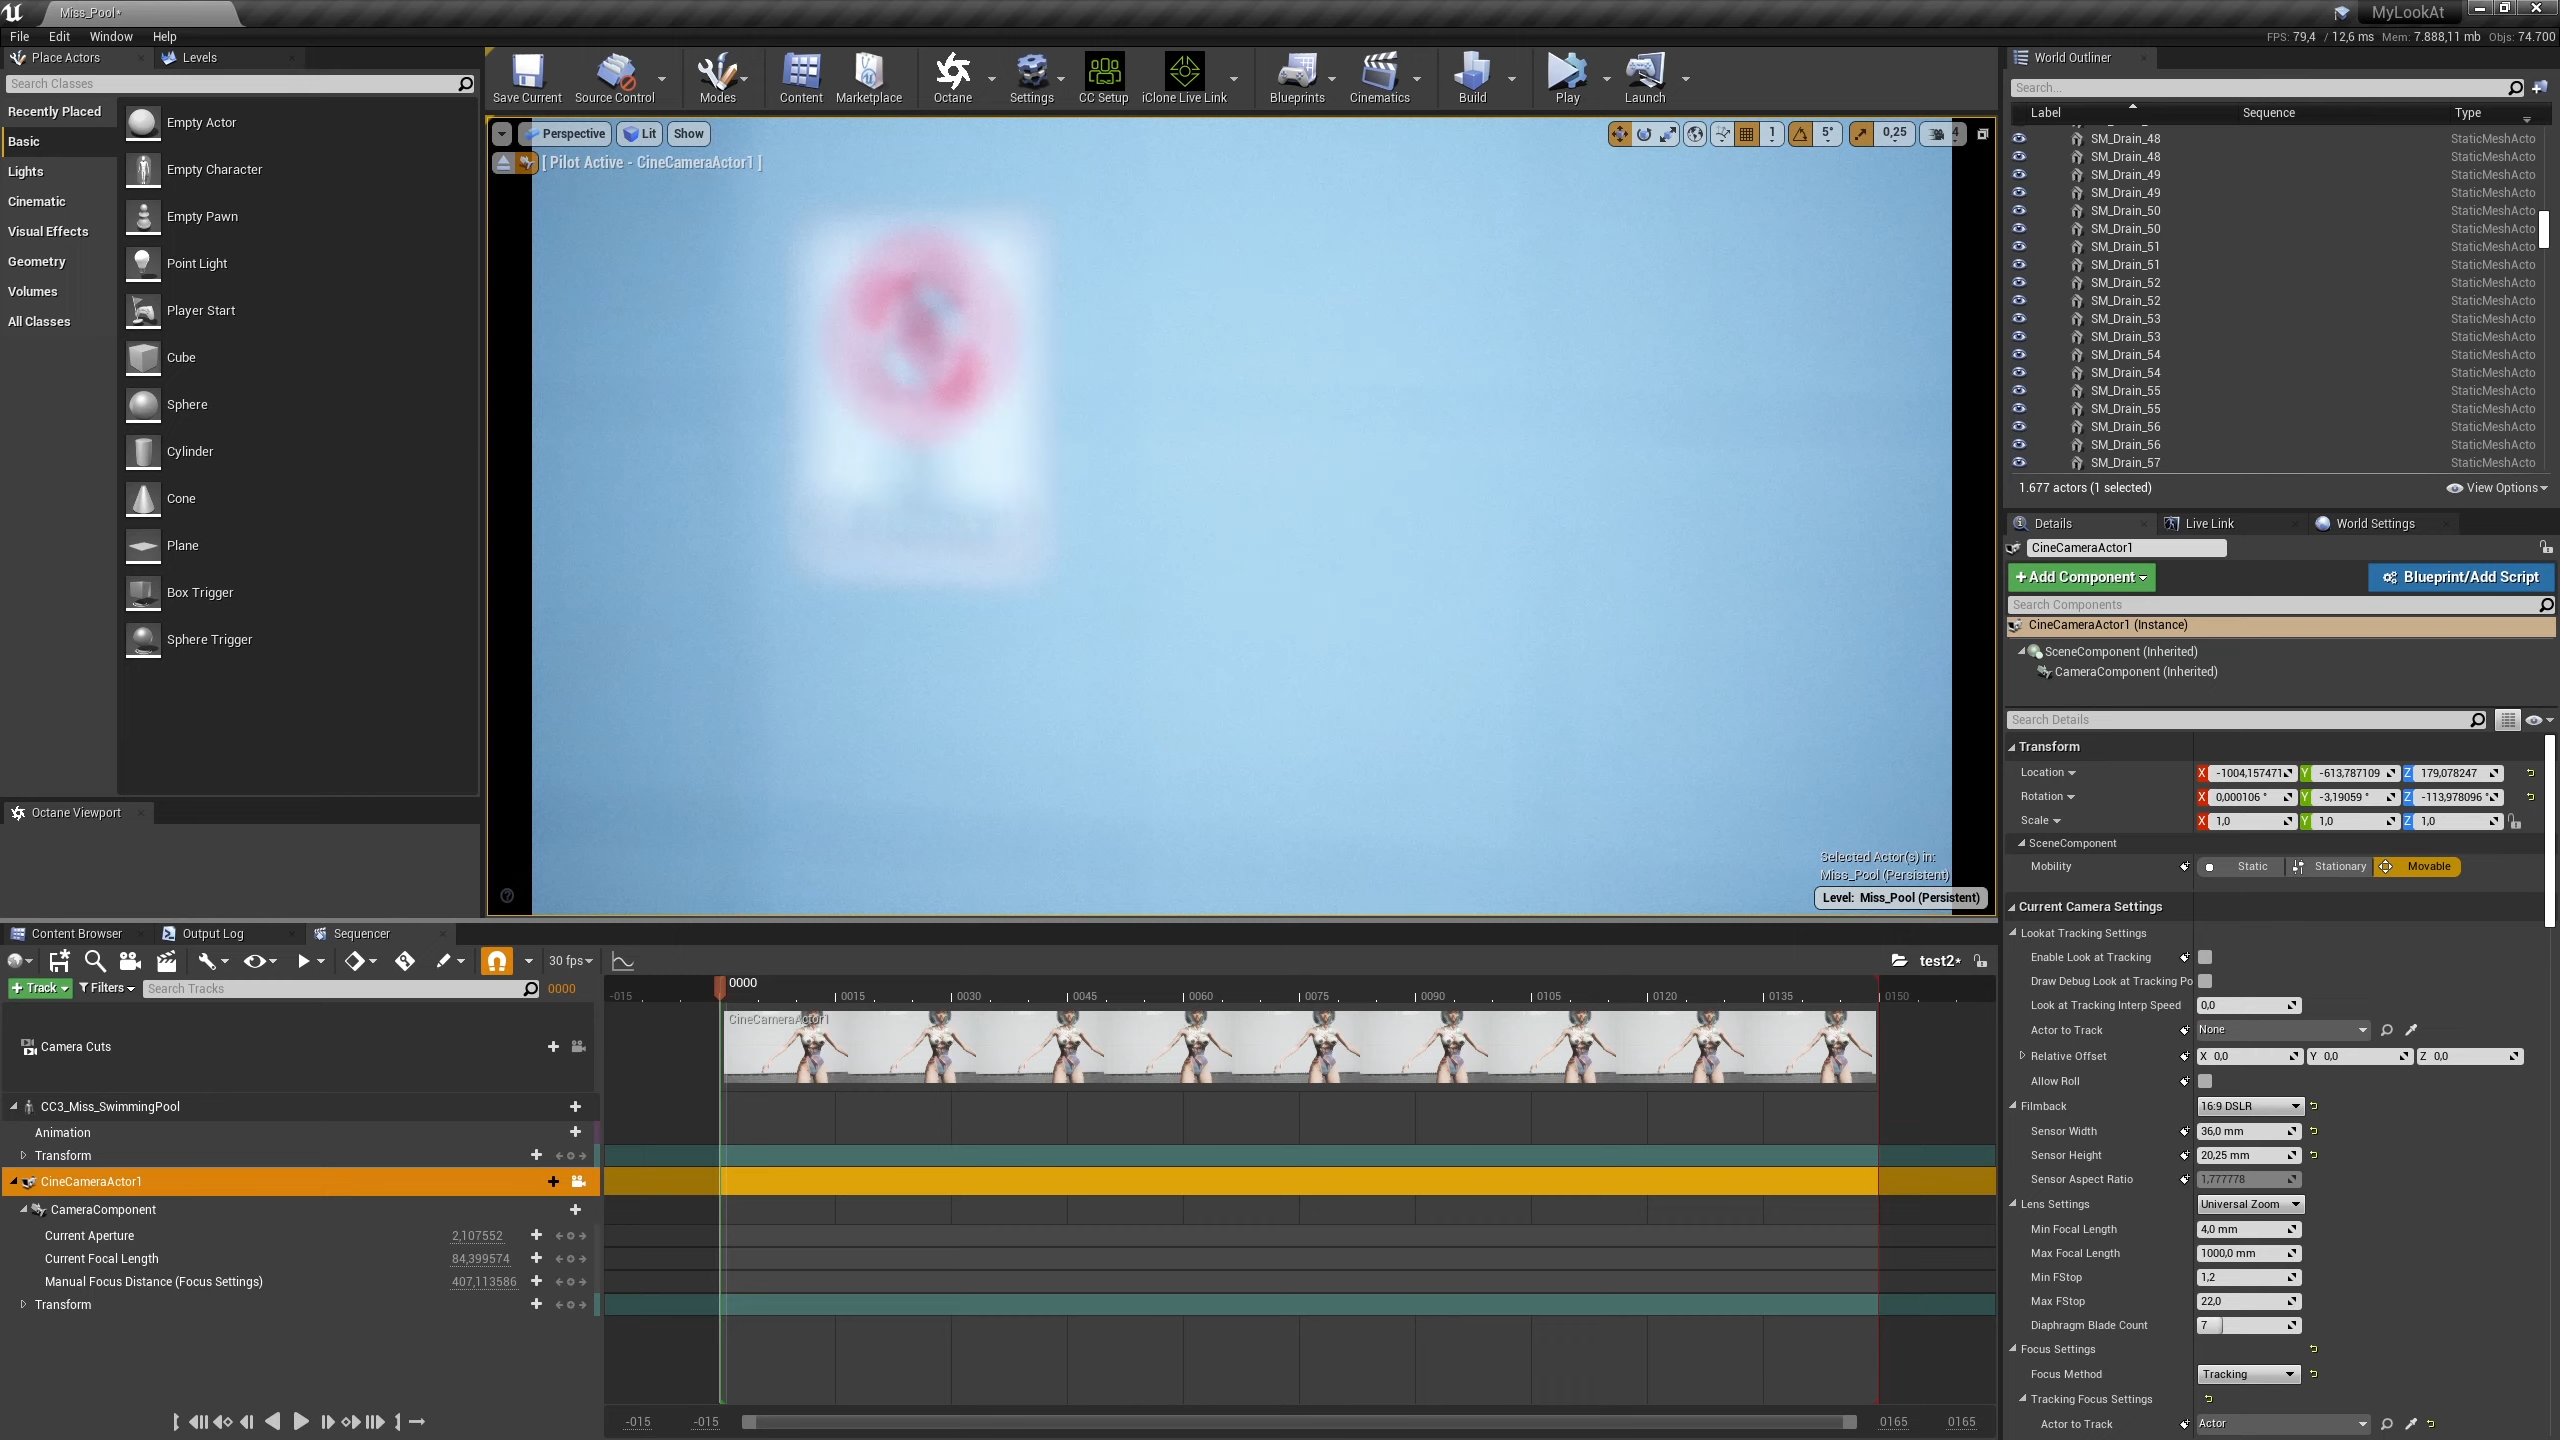 Miss_Pool*
MyLookAt
File Edit Window Help
FPS: 79,4 / 12,6 ms Mem: 7.888,11 mb Objs: 74.700
Place Actors
Levels
Search Classes
Recently Placed
Basic
Lights
Cinematic
Visual Effects
Geometry
Volumes
All Classes
Empty Actor
Empty Character
Empty Pawn
Point Light
Player Start
Cube
Sphere
Cylinder
Cone
Plane
Box Trigger
Sphere Trigger
Octane Viewport
Save Current
Source Control
Modes
Content
Marketplace
Octane
Settings
CC Setup
iClone Live Link
Blueprints
Cinematics
Build
Play
Launch
Perspective
Lit
Show
1
5°
0,25
4
[ Pilot Active - CineCameraActor1 ]
Selected Actor(s) in:
Miss_Pool (Persistent)
Level: Miss_Pool (Persistent)
World Outliner
Search...
Label Sequence Type
SM_Drain_48 StaticMeshActo
SM_Drain_48 StaticMeshActo
SM_Drain_49 StaticMeshActo
SM_Drain_49 StaticMeshActo
SM_Drain_50 StaticMeshActo
SM_Drain_50 StaticMeshActo
SM_Drain_51 StaticMeshActo
SM_Drain_51 StaticMeshActo
SM_Drain_52 StaticMeshActo
SM_Drain_52 StaticMeshActo
SM_Drain_53 StaticMeshActo
SM_Drain_53 StaticMeshActo
SM_Drain_54 StaticMeshActo
SM_Drain_54 StaticMeshActo
SM_Drain_55 StaticMeshActo
SM_Drain_55 StaticMeshActo
SM_Drain_56 StaticMeshActo
SM_Drain_56 StaticMeshActo
SM_Drain_57 StaticMeshActo
1.677 actors (1 selected)
View Options
Details
Live Link
World Settings
CineCameraActor1
+Add Component
Blueprint/Add Script
Search Components
CineCameraActor1 (Instance)
SceneComponent (Inherited)
CameraComponent (Inherited)
Search Details
Transform
Location X -1004,157471 Y -613,787109 Z 179,078247
Rotation X 0,000106 ° Y -3,19059 ° Z -113,978096 °
Scale X 1,0 Y 1,0 Z 1,0
SceneComponent
Mobility Static Stationary Movable
Current Camera Settings
Lookat Tracking Settings
Enable Look at Tracking
Draw Debug Look at Tracking Po
Look at Tracking Interp Speed 0,0
Actor to Track None
Relative Offset X 0,0 Y 0,0 Z 0,0
Allow Roll
Filmback 16:9 DSLR
Sensor Width 36,0 mm
Sensor Height 20,25 mm
Sensor Aspect Ratio 1,777778
Lens Settings Universal Zoom
Min Focal Length 4,0 mm
Max Focal Length 1000,0 mm
Min FStop 1,2
Max FStop 22,0
Diaphragm Blade Count 7
Focus Settings
Focus Method Tracking
Tracking Focus Settings
Actor to Track Actor
Content Browser
Output Log
Sequencer
30 fps
test2*
+ Track
Filters
Search Tracks
0000
0000
-015 0015 0030 0045 0060 0075 0090 0105 0120 0135 0150
CineCameraActor1
Camera Cuts
CC3_Miss_SwimmingPool
Animation
Transform
CineCameraActor1
CameraComponent
Current Aperture 2,107552
Current Focal Length 84,399574
Manual Focus Distance (Focus Settings) 407,113586
Transform
-015 -015 0165 0165